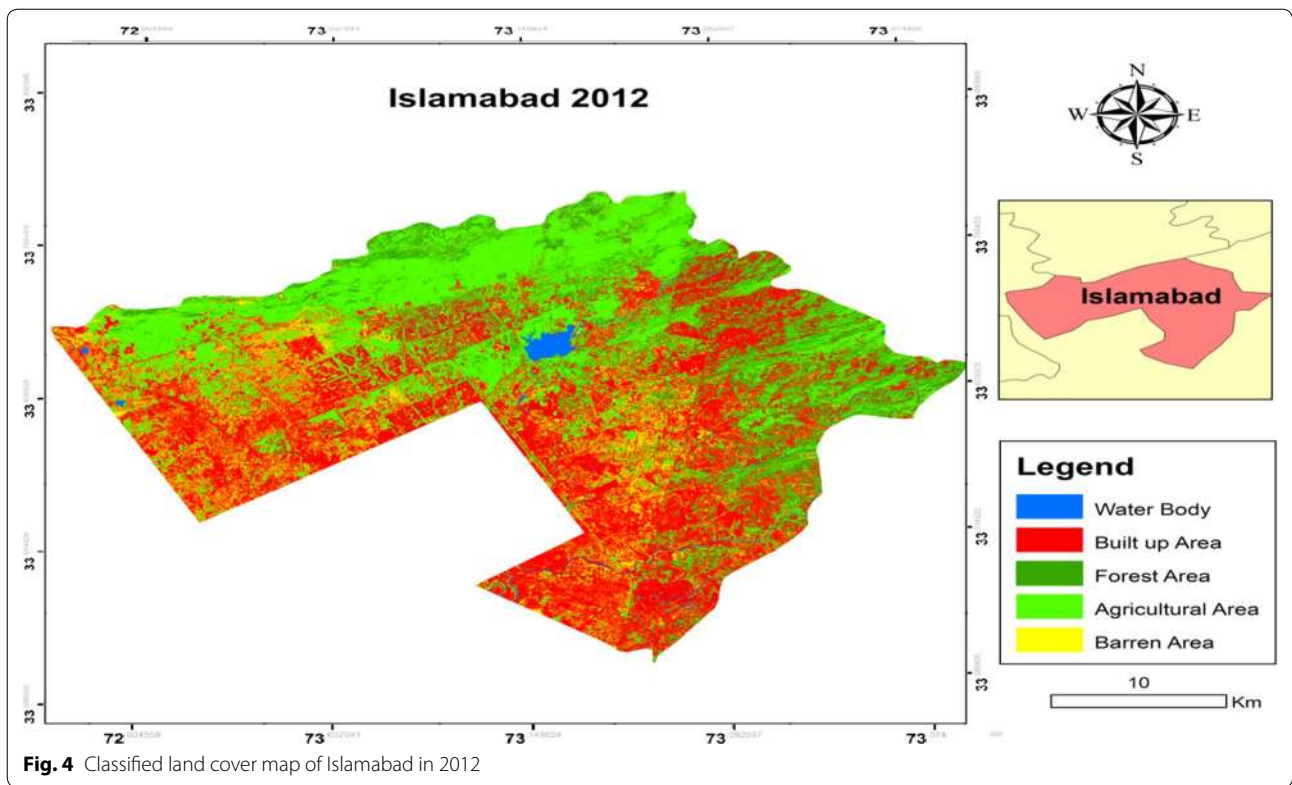 72 73 73 73 73
Islamabad 2012
N
W E
S
33 33
33 33
33 33
33 33
33 33
Islamabad
Legend
Water Body
Built up Area
Forest Area
Agricultural Area
Barren Area
10
Km
72 73 73 73 73
Fig. 4 Classified land cover map of Islamabad in 2012